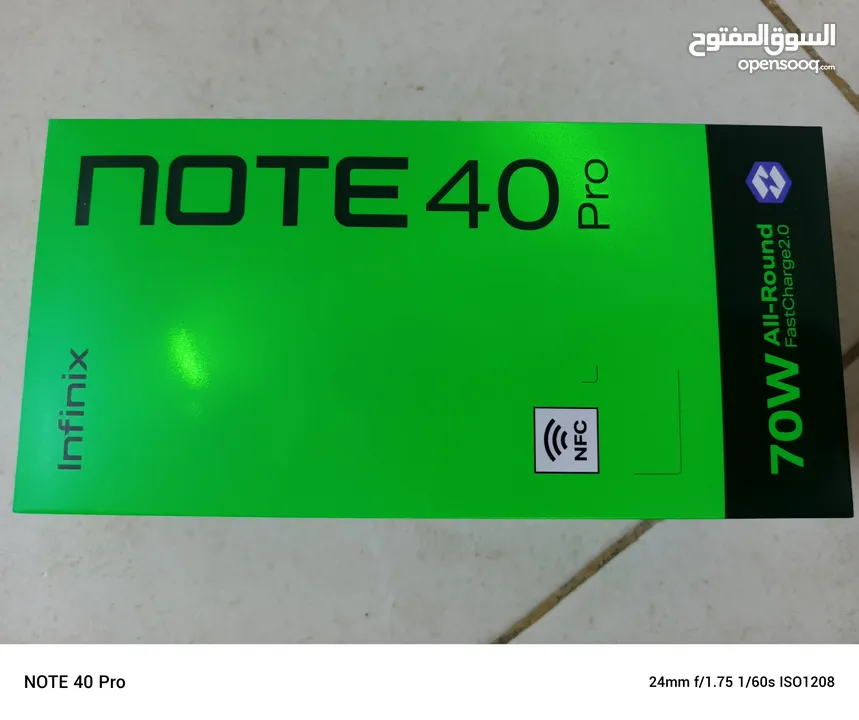 السوق المفتوح
opensooq.com
NOTE 40 Pro
Infinix
NFC
70W All-Round
FastCharge2.0
NOTE 40 Pro
24mm f/1.75 1/60s ISO1208